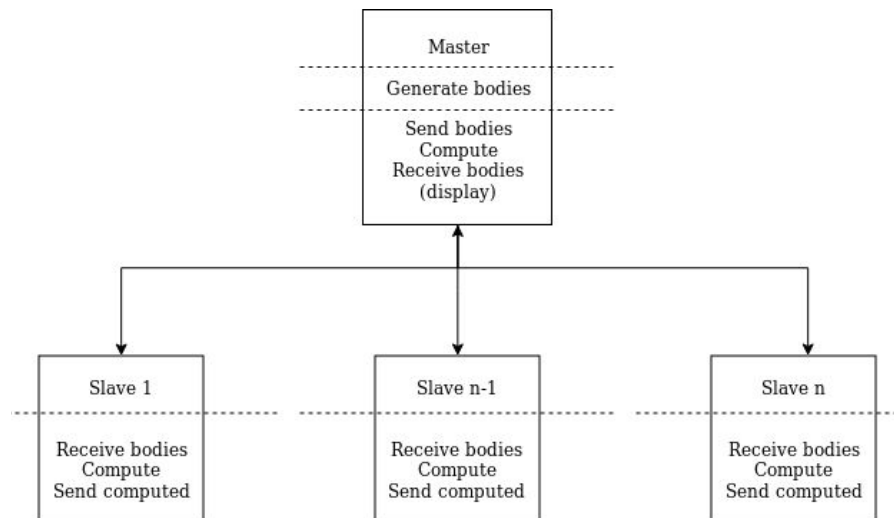 Master
Generate bodies
Send bodies
Compute
Receive bodies
(display)
Slave 1
Receive bodies
Compute
Send computed
Slave n-1
Receive bodies
Compute
Send computed
Slave n
Receive bodies
Compute
Send computed